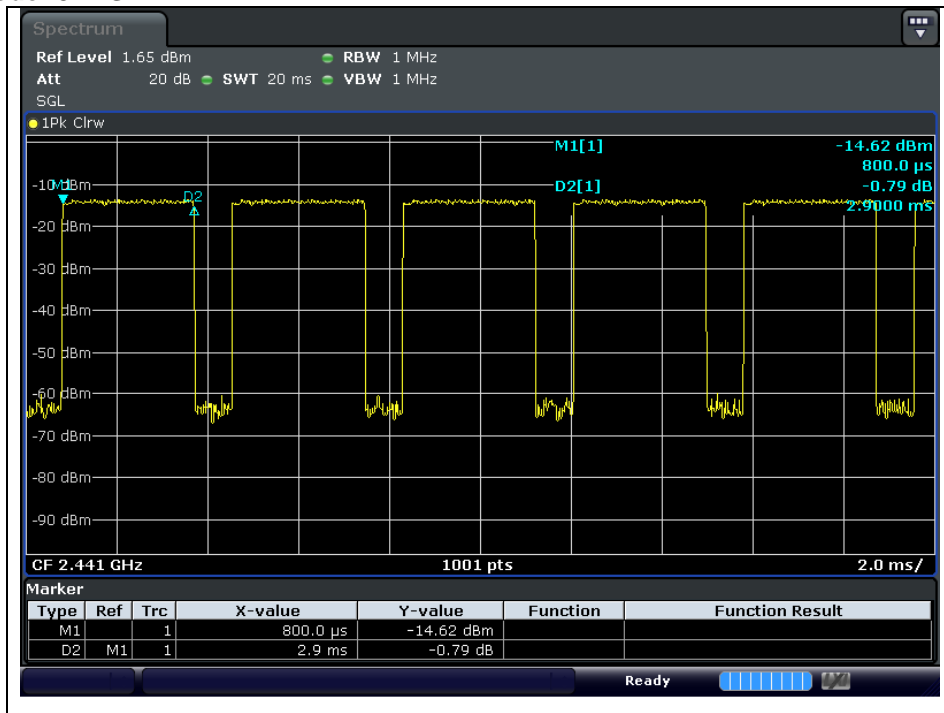 Spectrum
Ref Level 1.65 dBm RBW 1 MHz
Att 20 dB SWT 20 ms VBW 1 MHz
SGL
1Pk Clrw
M1[1] -14.62 dBm
800.0 µs
-10 dBm M1 D2 D2[1] -0.79 dB
2.9000 ms
-20 dBm
-30 dBm
-40 dBm
-50 dBm
-60 dBm
-70 dBm
-80 dBm
-90 dBm
CF 2.441 GHz 1001 pts 2.0 ms/
Marker
Type Ref Trc X-value Y-value Function Function Result
M1 1 800.0 µs -14.62 dBm
D2 M1 1 2.9 ms -0.79 dB
Ready